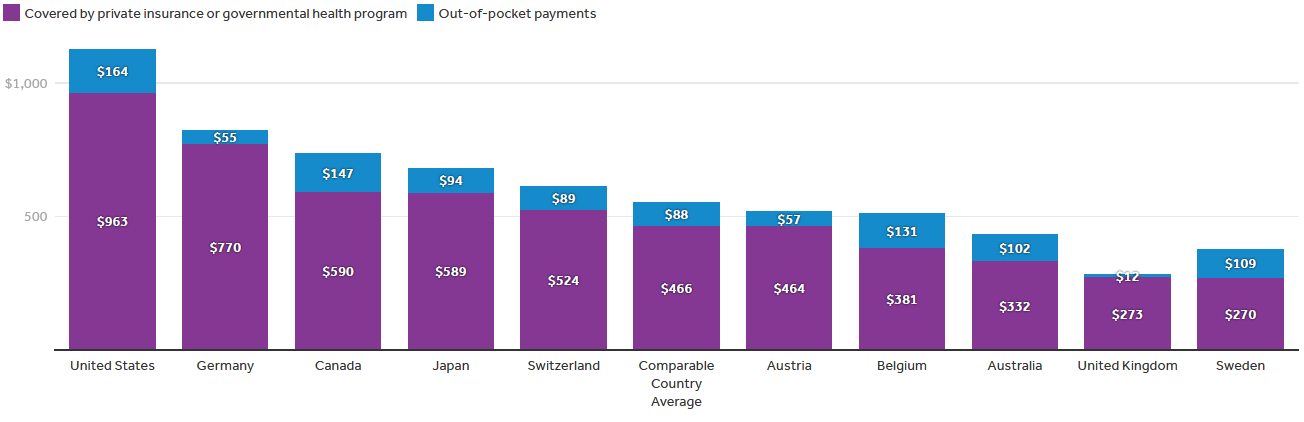 Covered by private insurance or governmental health program Out-of-pocket payments
$1,000
500
$164
$963
$55
$770
$147
$590
$94
$589
$89
$524
$88
$466
$57
$464
$131
$381
$102
$332
$12
$273
$109
$270
United States
Germany
Canada
Japan
Switzerland
Comparable
Country
Average
Austria
Belgium
Australia
United Kingdom
Sweden